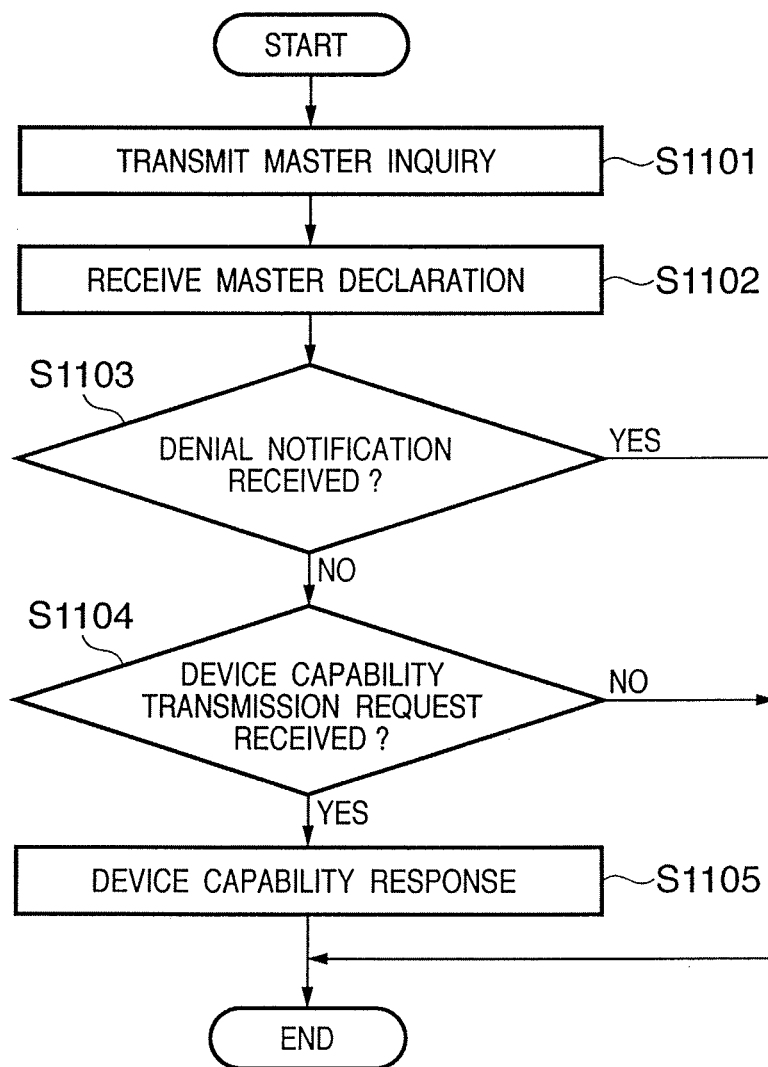 START
TRANSMIT MASTER INQUIRY
S1101
RECEIVE MASTER DECLARATION
S1102
S1103
DENIAL NOTIFICATION
RECEIVED ?
YES
NO
S1104
DEVICE CAPABILITY
TRANSMISSION REQUEST
RECEIVED ?
NO
YES
DEVICE CAPABILITY RESPONSE
S1105
END